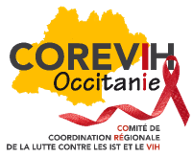 COREVIH
Occitanie
COMITÉ DE
COORDINATION RÉGIONALE
DE LA LUTTE CONTRE LES IST ET LE VIH